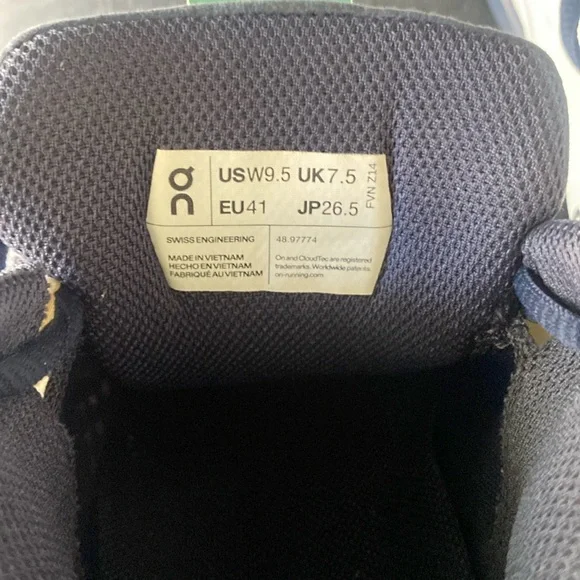 on
USW9.5 UK7.5
EU41 JP26.5
FVN Z14
SWISS ENGINEERING
48.97774
MADE IN VIETNAM
HECHO EN VIETNAM
FABRIQUÉ AU VIETNAM
On and CloudTec are registered
trademarks. Worldwide patents.
on-running.com